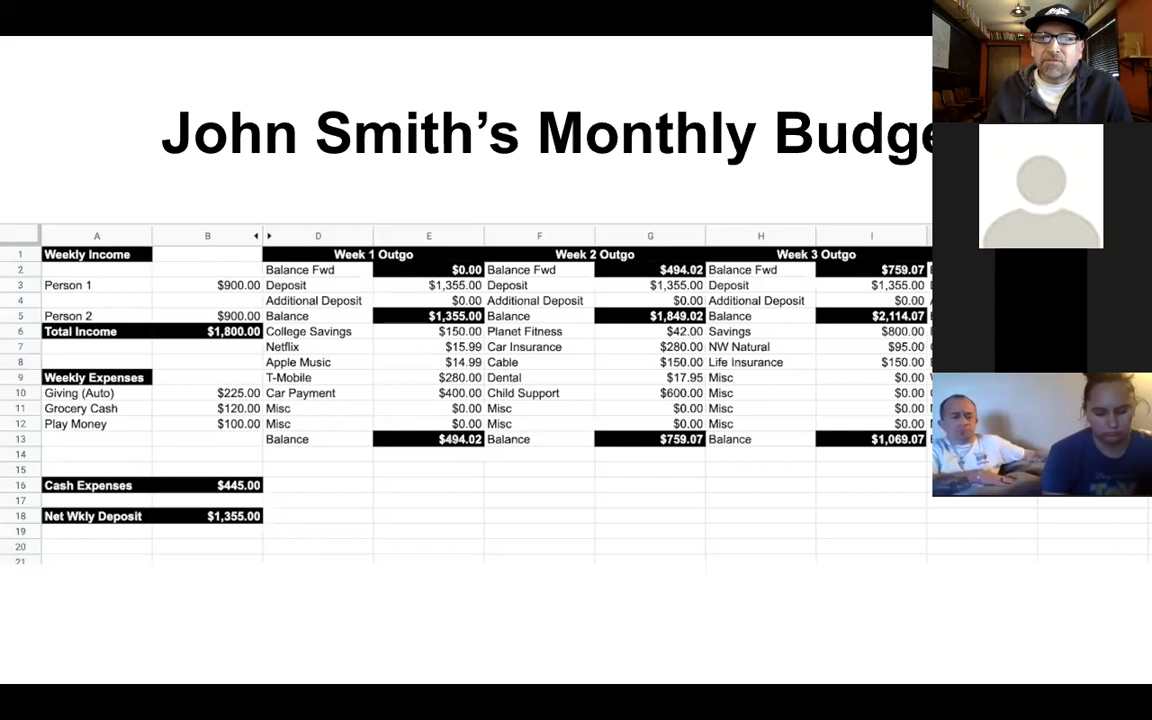 John Smith's Monthly Budge
A B D E F G H I
1 Weekly Income Week 1 Outgo Week 2 Outgo Week 3 Outgo
2 Balance Fwd $0.00 Balance Fwd $494.02 Balance Fwd $759.07
3 Person 1 $900.00 Deposit $1,355.00 Deposit $1,355.00 Deposit $1,355.00
4 Additional Deposit $0.00 Additional Deposit $0.00 Additional Deposit $0.00
5 Person 2 $900.00 Balance $1,355.00 Balance $1,849.02 Balance $2,114.07
6 Total Income $1,800.00 College Savings $150.00 Planet Fitness $42.00 Savings $800.00
7 Netflix $15.99 Car Insurance $280.00 NW Natural $95.00
8 Apple Music $14.99 Cable $150.00 Life Insurance $150.00
9 Weekly Expenses T-Mobile $280.00 Dental $17.95 Misc $0.00
10 Giving (Auto) $225.00 Car Payment $400.00 Child Support $600.00 Misc $0.00
11 Grocery Cash $120.00 Misc $0.00 Misc $0.00 Misc $0.00
12 Play Money $100.00 Misc $0.00 Misc $0.00 Misc $0.00
13 Balance $494.02 Balance $759.07 Balance $1,069.07
14
15
16 Cash Expenses $445.00
17
18 Net Wkly Deposit $1,355.00
19
20
21